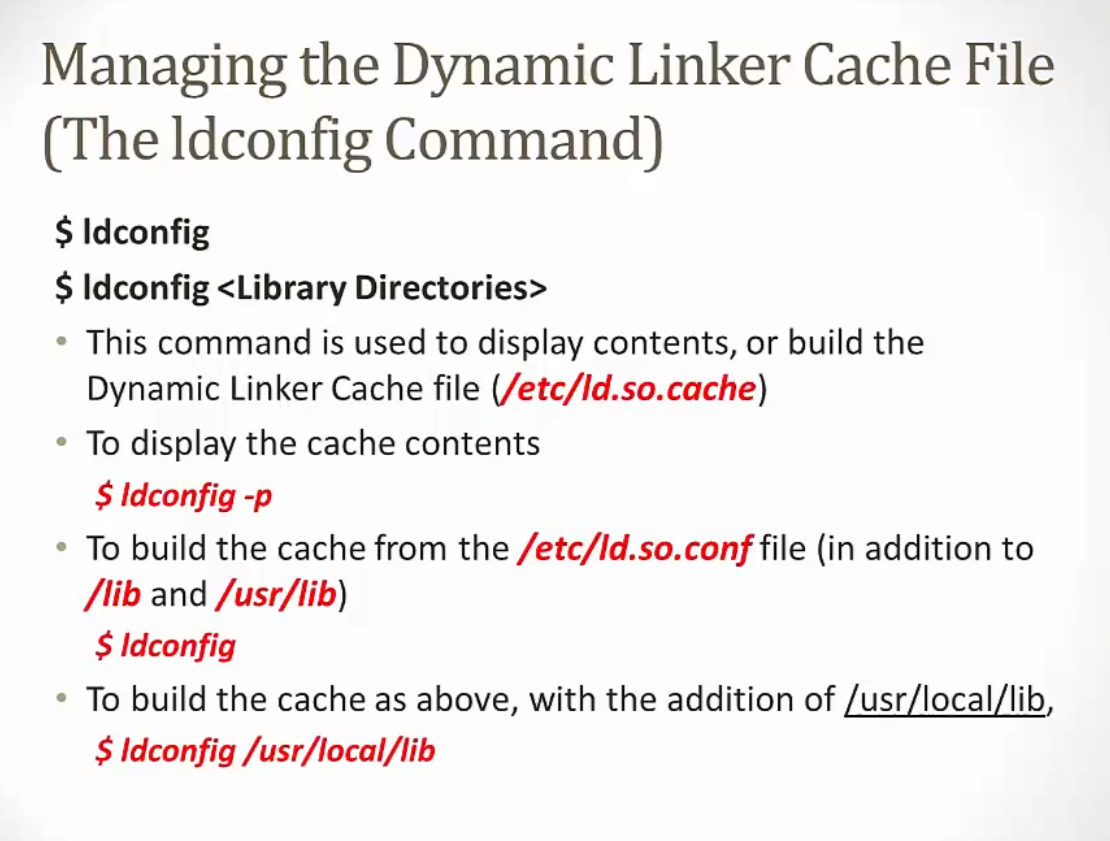 Managing the Dynamic Linker Cache File
(The ldconfig Command)
$ ldconfig
$ ldconfig <Library Directories>
• This command is used to display contents, or build the
Dynamic Linker Cache file (/etc/ld.so.cache)
• To display the cache contents
$ ldconfig -p
• To build the cache from the /etc/ld.so.conf file (in addition to
/lib and /usr/lib)
$ ldconfig
• To build the cache as above, with the addition of /usr/local/lib,
$ ldconfig /usr/local/lib